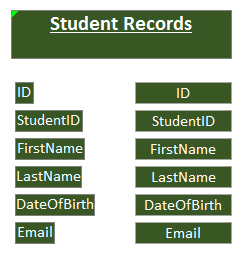 Student Records
ID ID
StudentID StudentID
FirstName FirstName
LastName LastName
DateOfBirth DateOfBirth
Email Email